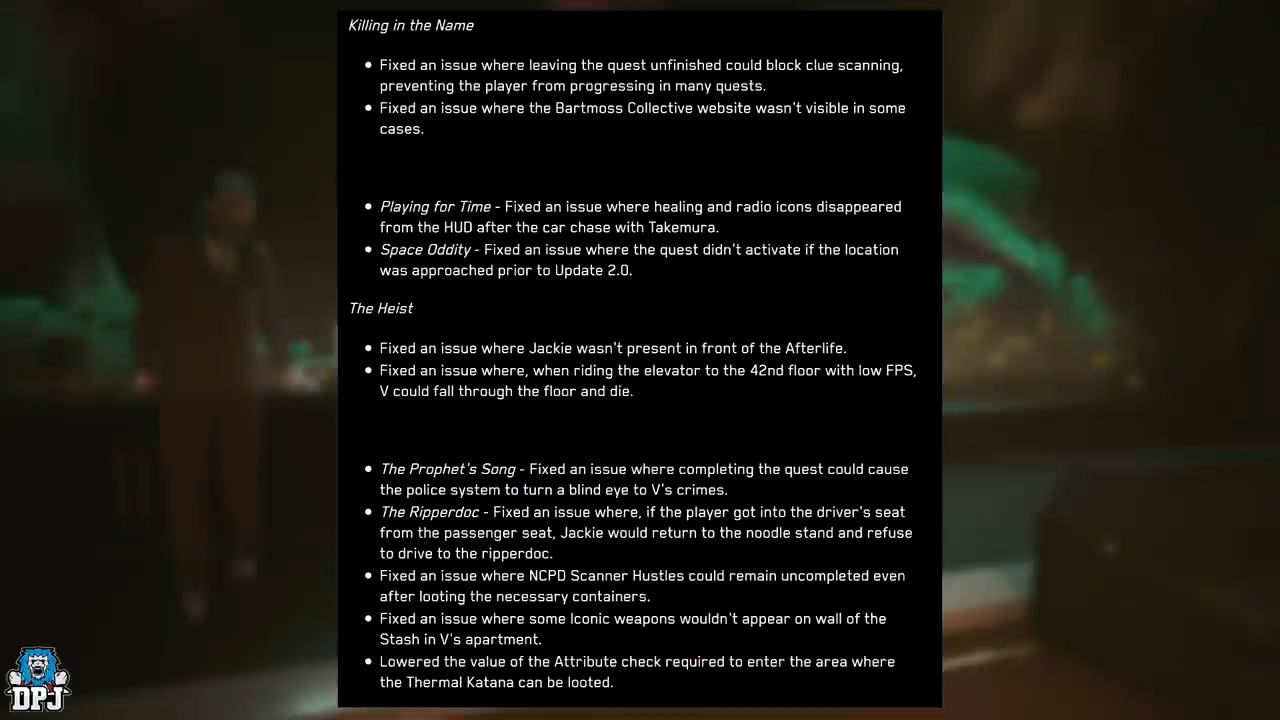 Killing in the Name
• Fixed an issue where leaving the quest unfinished could block clue scanning,
preventing the player from progressing in many quests.
• Fixed an issue where the Bartmoss Collective website wasn't visible in some
cases.
• Playing for Time - Fixed an issue where healing and radio icons disappeared
from the HUD after the car chase with Takemura.
• Space Oddity - Fixed an issue where the quest didn't activate if the location
was approached prior to Update 2.0.
The Heist
• Fixed an issue where Jackie wasn't present in front of the Afterlife.
• Fixed an issue where, when riding the elevator to the 42nd floor with low FPS,
V could fall through the floor and die.
• The Prophet's Song - Fixed an issue where completing the quest could cause
the police system to turn a blind eye to V's crimes.
• The Ripperdoc - Fixed an issue where, if the player got into the driver's seat
from the passenger seat, Jackie would return to the noodle stand and refuse
to drive to the ripperdoc.
• Fixed an issue where NCPD Scanner Hustles could remain uncompleted even
after looting the necessary containers.
• Fixed an issue where some Iconic weapons wouldn't appear on wall of the
Stash in V's apartment.
• Lowered the value of the Attribute check required to enter the area where
the Thermal Katana can be looted.
DPJ